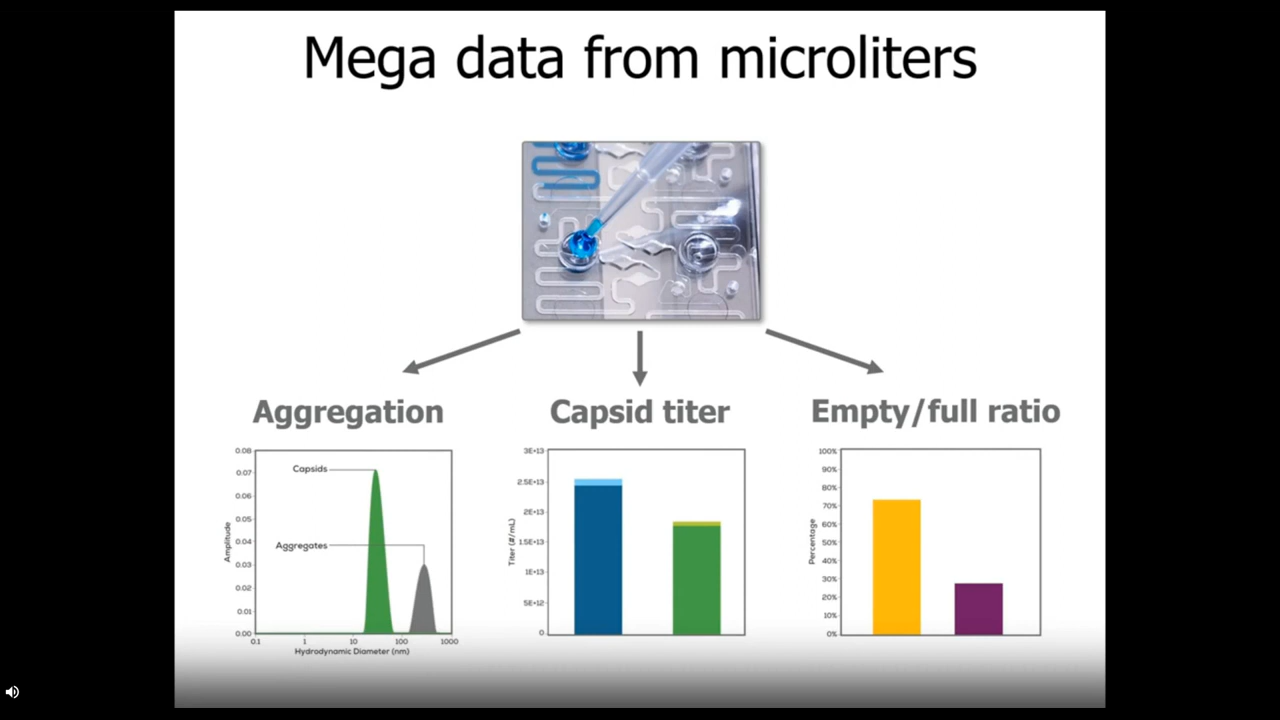 Mega data from microliters
Aggregation
0.08
0.07
0.06
0.05
0.04
0.03
0.02
0.01
0.00
Amplitude
Capsids
Aggregates
0.1
1
10
100
1000
Hydrodynamic Diameter (nm)
Capsid titer
3E+13
2.5E+13
2E+13
1.5E+13
1E+13
5E+12
0
Titer (#/mL)
Empty/full ratio
100%
90%
80%
70%
60%
50%
40%
30%
20%
10%
0%
Percentage